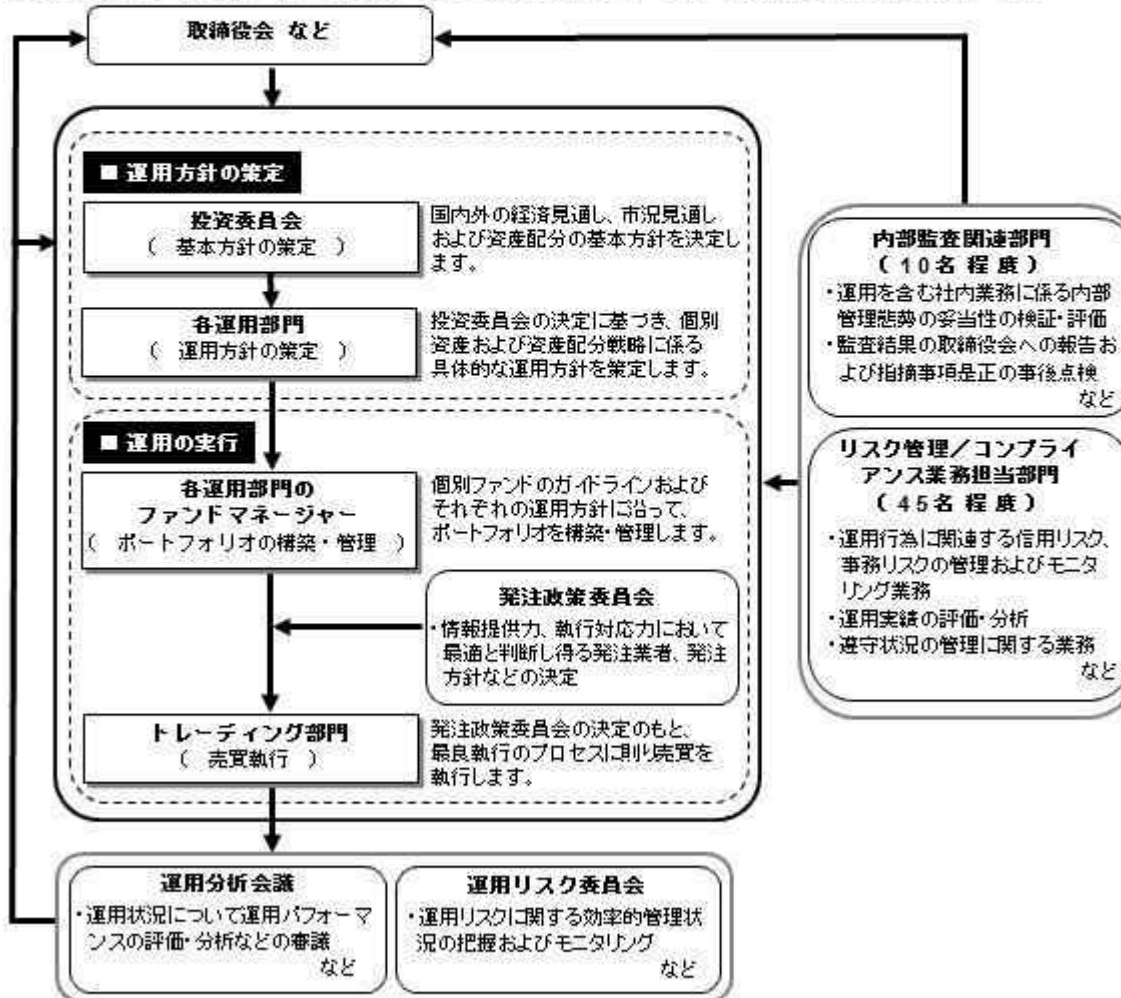 取締役会 など
■ 運用方針の策定
投資委員会
( 基本方針の策定 )
国内外の経済見通し、市況見通し
および資産配分の基本方針を決定し
ます。
各運用部門
( 運用方針の策定 )
投資委員会の決定に基づき、個別
資産および資産配分戦略に係る
具体的な運用方針を策定します。
■ 運用の実行
各運用部門の
ファンドマネージャー
( ポートフォリオの構築・管理 )
個別ファンドのガイドラインおよび
それぞれの運用方針に沿って、
ポートフォリオを構築・管理します。
発注政策委員会
・情報提供力、執行対応力において
最適と判断し得る発注業者、発注
方針などの決定
トレーディング部門
( 売買執行 )
発注政策委員会の決定のもと、
最良執行のプロセスに則り売買を
執行します。
運用分析会議
・運用状況について運用パフォーマ
ンスの評価・分析などの審議
など
運用リスク委員会
・運用リスクに関する効率的管理状
況の把握およびモニタリング
など
内部監査関連部門
( 10名 程度 )
・運用を含む社内業務に係る内部
管理態勢の妥当性の検証・評価
・監査結果の取締役会への報告お
よび指摘事項是正の事後点検
など
リスク管理/コンプライ
アンス業務担当部門
( 45名 程度 )
・運用行為に関連する信用リスク、
事務リスクの管理およびモニタ
リング業務
・運用実績の評価・分析
・遵守状況の管理に関する業務
など